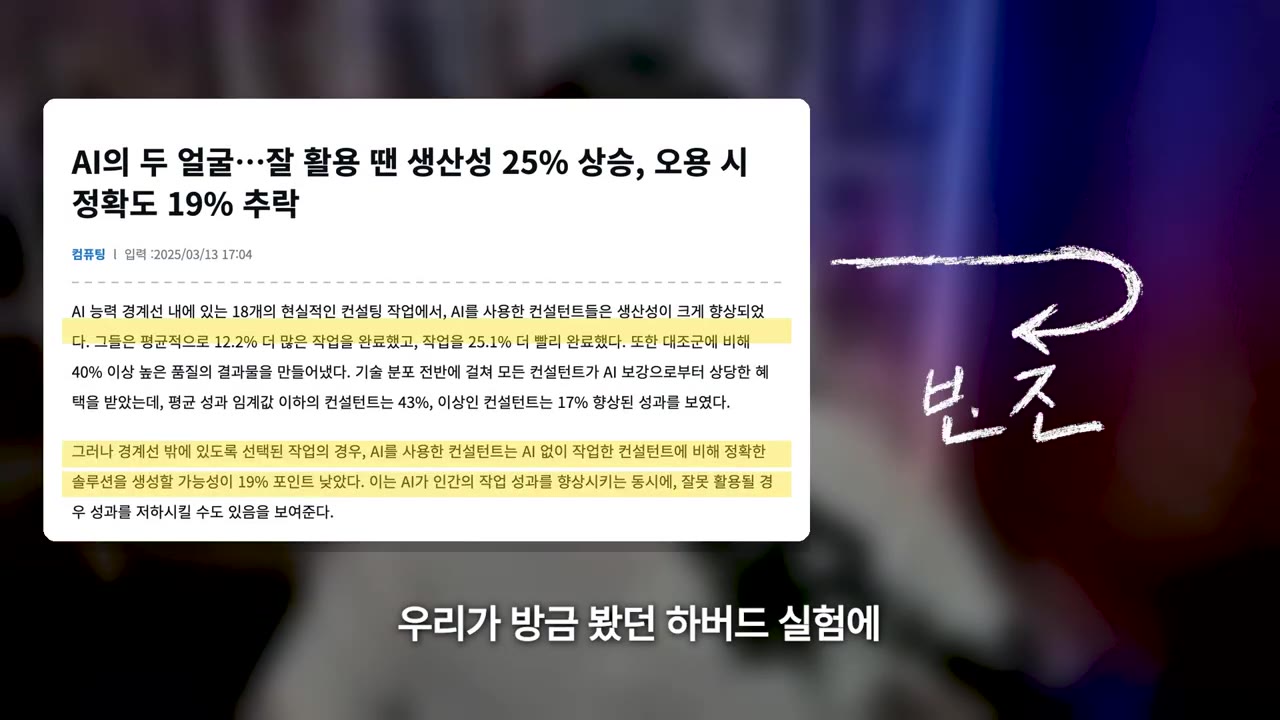 AI의 두 얼굴…잘 활용 땐 생산성 25% 상승, 오용 시
정확도 19% 추락
컴퓨팅 | 입력 :2025/03/13 17:04
AI 능력 경계선 내에 있는 18개의 현실적인 컨설팅 작업에서, AI를 사용한 컨설턴트들은 생산성이 크게 향상되었
다. 그들은 평균적으로 12.2% 더 많은 작업을 완료했고, 작업을 25.1% 더 빨리 완료했다. 또한 대조군에 비해
40% 이상 높은 품질의 결과물을 만들어냈다. 기술 분포 전반에 걸쳐 모든 컨설턴트가 AI 보강으로부터 상당한 혜
택을 받았는데, 평균 성과 임계값 이하의 컨설턴트는 43%, 이상인 컨설턴트는 17% 향상된 성과를 보였다.
그러나 경계선 밖에 있도록 선택된 작업의 경우, AI를 사용한 컨설턴트는 AI 없이 작업한 컨설턴트에 비해 정확한
솔루션을 생성할 가능성이 19% 포인트 낮았다. 이는 AI가 인간의 작업 성과를 향상시키는 동시에, 잘못 활용될 경
우 성과를 저하시킬 수도 있음을 보여준다.
반전
우리가 방금 봤던 하버드 실험에